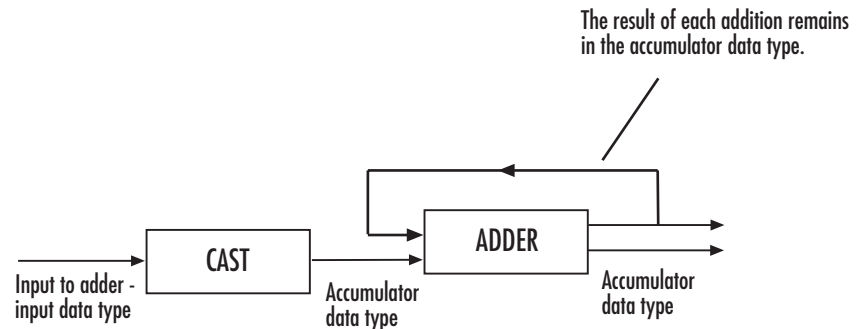 The result of each addition remains
in the accumulator data type.
CAST
ADDER
Input to adder -
input data type
Accumulator
data type
Accumulator
data type